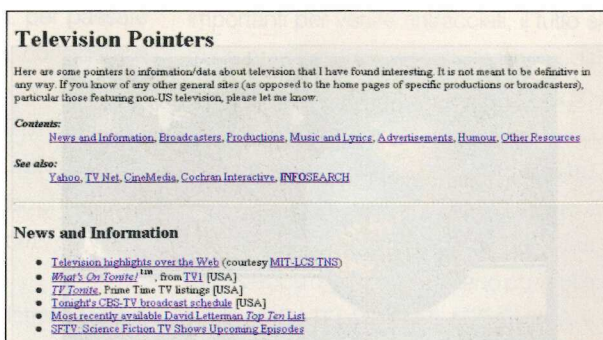 Television Pointers
Here are some pointers to information/data about television that I have found interesting. It is not meant to be definitive in
any way. If you know of any other general sites (as opposed to the home pages of specific productions or broadcasters),
particular those featuring non-US television, please let me know.
Contents:
News and Information, Broadcasters, Productions, Music and Lyrics, Advertisements, Humour, Other Resources
See also:
Yahoo, TV Net, CineMedia, Cochran Interactive, INFOSEARCH
News and Information
• Television highlights over the Web (courtesy MIT-LCS TNS)
• What's On Tonite! , from TV1 [USA]
• TV Tonite, Prime Time TV listings [USA]
• Tonight's CBS-TV broadcast schedule [USA]
• Most recently available David Letterman Top Ten List
• SFTV: Science Fiction TV Shows Upcoming Episodes